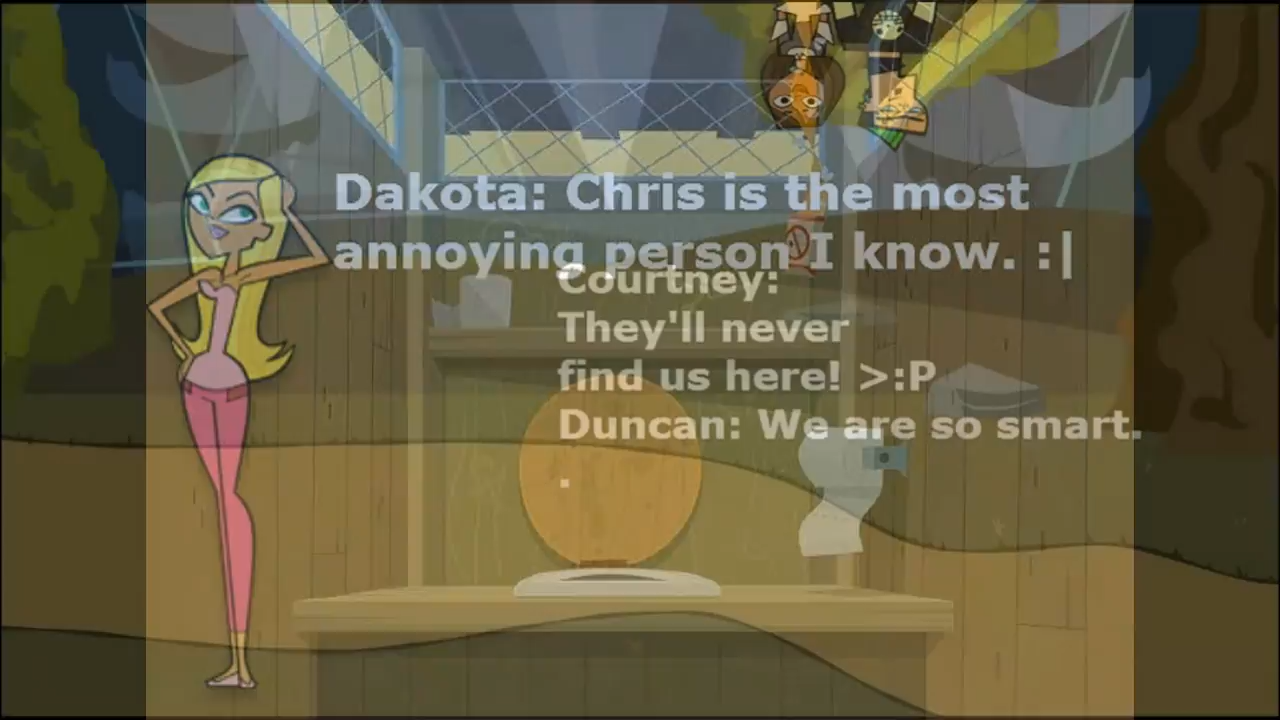 Dakota: Chris is the most
annoying person I know. :|
Courtney:
They'll never
find us here! >:P
Duncan: We are so smart.
.